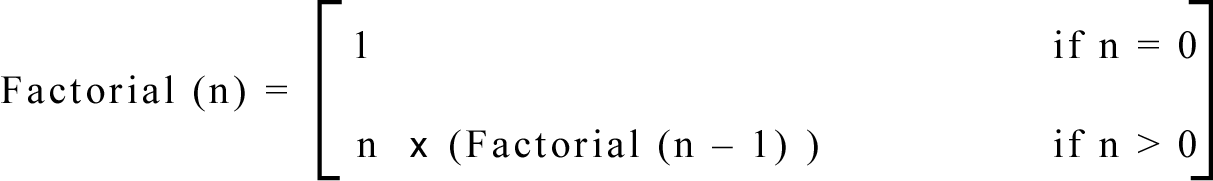 1 if n = 0
Factorial (n) =
n x (Factorial (n – 1) ) if n > 0